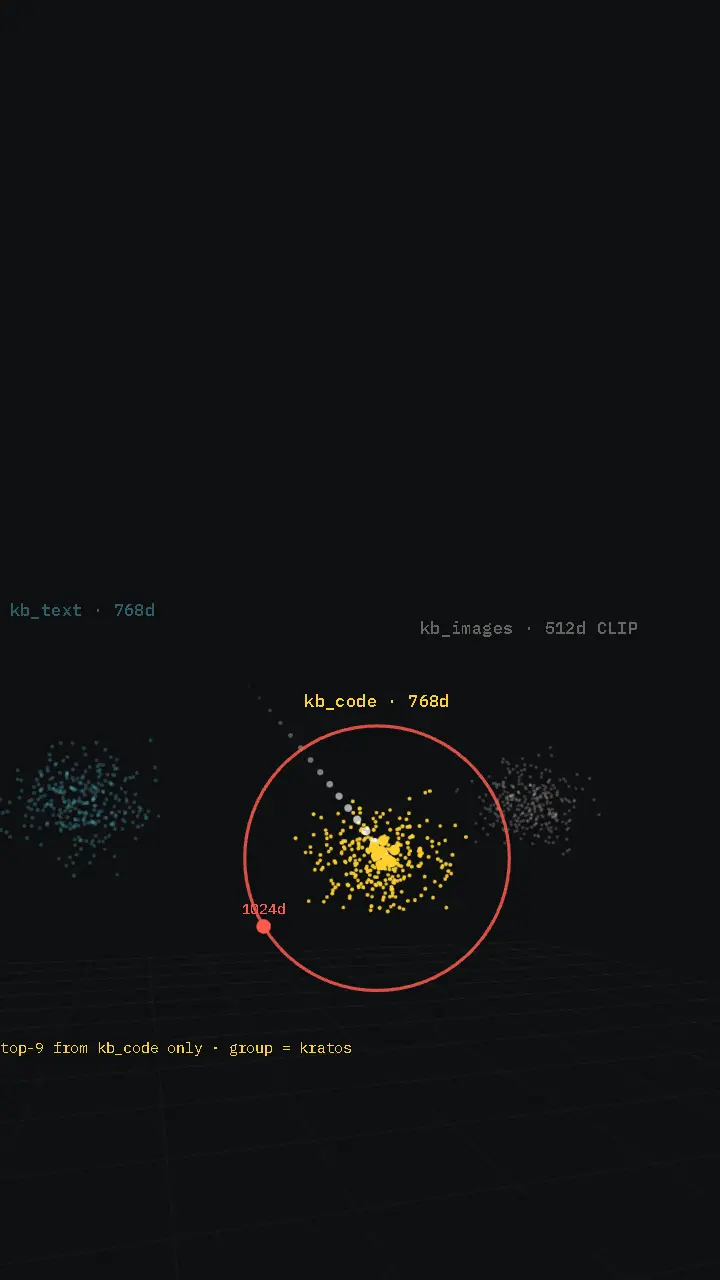 kb_text · 768d
kb_images · 512d CLIP
kb_code · 768d
1024d
top-9 from kb_code only · group = kratos